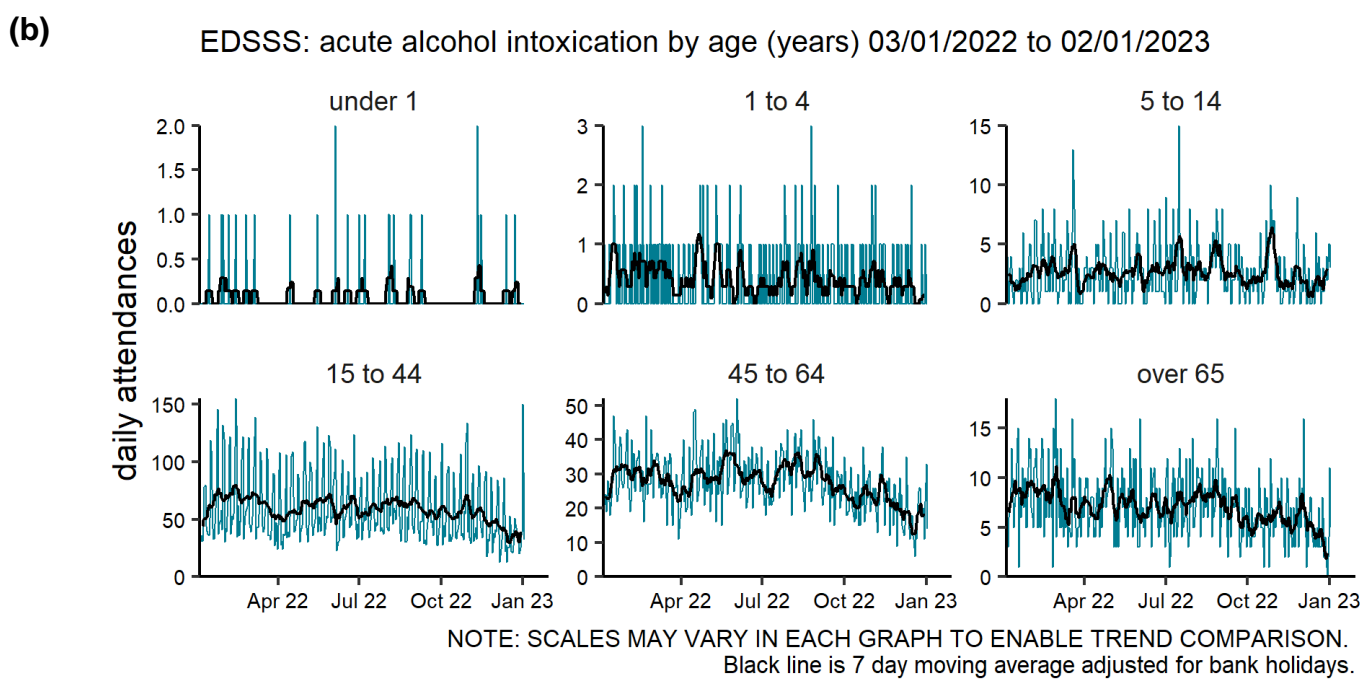 (b)
EDSSS: acute alcohol intoxication by age (years) 03/01/2022 to 02/01/2023
daily attendances
under 1
2.0
1.5
1.0
0.5
0.0
1 to 4
3
2
1
0
5 to 14
15
10
5
0
15 to 44
150
100
50
0
Apr 22 Jul 22 Oct 22 Jan 23
45 to 64
50
40
30
20
10
0
Apr 22 Jul 22 Oct 22 Jan 23
over 65
15
10
5
0
Apr 22 Jul 22 Oct 22 Jan 23
NOTE: SCALES MAY VARY IN EACH GRAPH TO ENABLE TREND COMPARISON.
Black line is 7 day moving average adjusted for bank holidays.